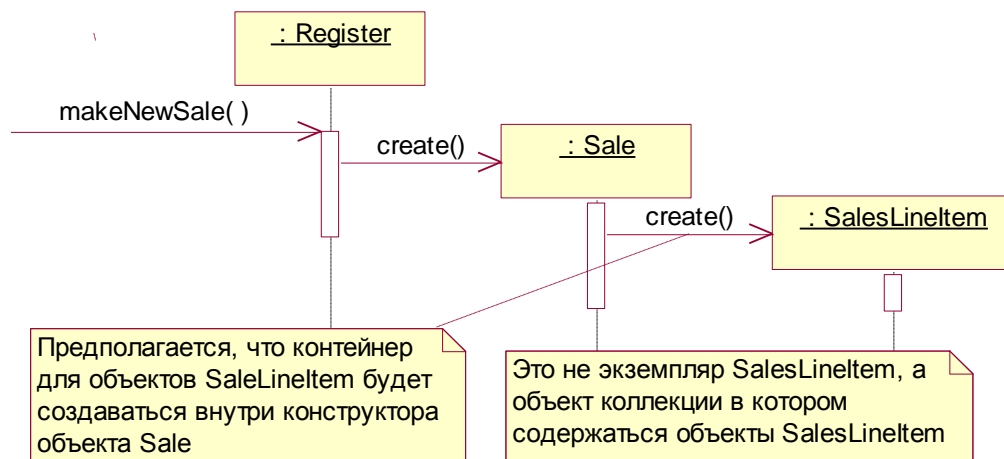 : Register
makeNewSale( )
create()
: Sale
create()
: SalesLineItem
Предполагается, что контейнер
для объектов SaleLineItem будет
создаваться внутри конструктора
объекта Sale
Это не экземпляр SalesLineItem, а
объект коллекции в котором
содержаться объекты SalesLineItem